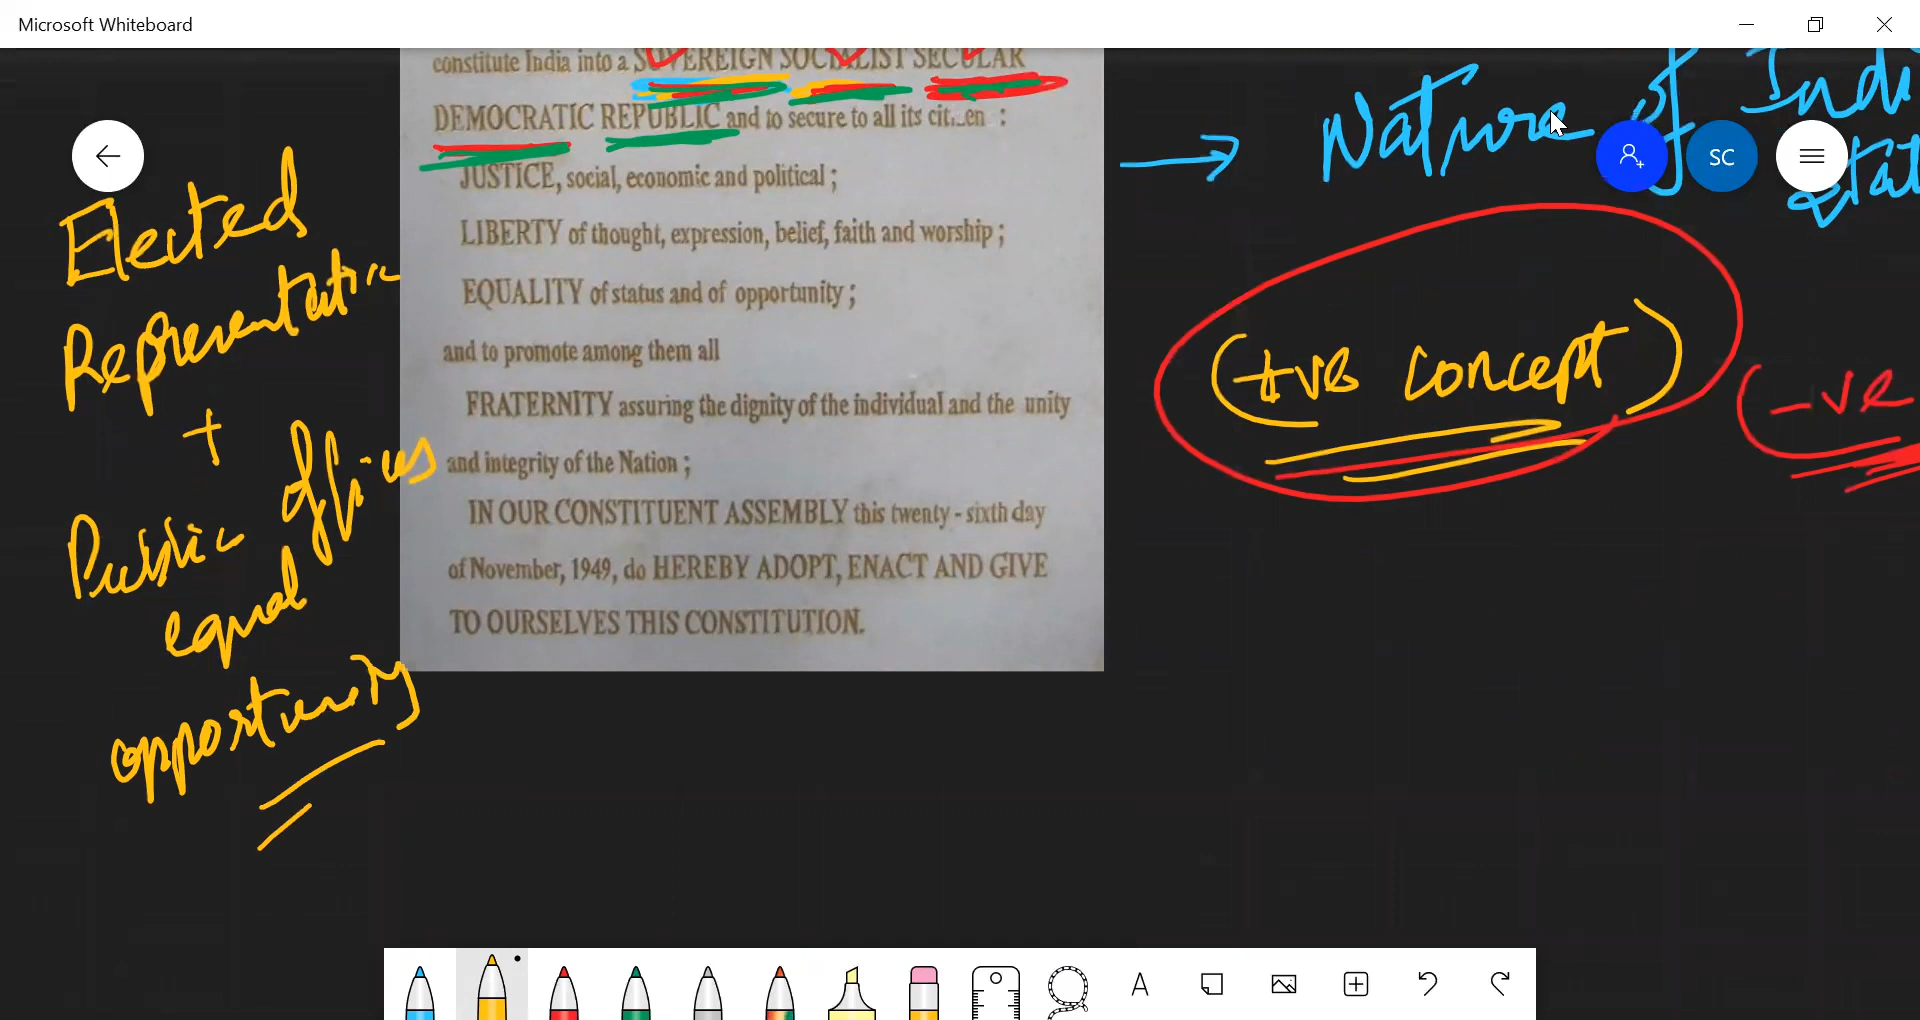 Microsoft Whiteboard
constitute India into a SOVEREIGN SOCIALIST SECULAR
DEMOCRATIC REPUBLIC and to secure to all its :
JUSTICE, social, economic and political ;
LIBERTY of thought, expression, belief, faith and worship ;
EQUALITY of status and of opportunity ;
and to promote among them all
FRATERNITY assuring the dignity of the individual and the unity
and integrity of the Nation ;
IN OUR CONSTITUENT ASSEMBLY this twenty - sixth day
of November, 1949, do HEREBY ADOPT, ENACT AND GIVE
TO OURSELVES THIS CONSTITUTION.
Elected
+
Public offices
equal
opportunity
→ Nature of
SC
(+ve concept)
(-ve
A